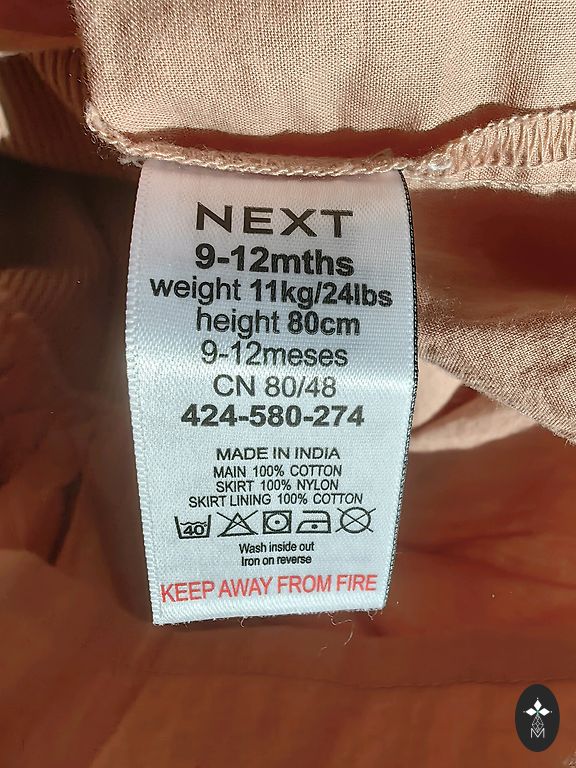 NEXT
9-12mths
weight 11kg/24lbs
height 80cm
9-12meses
CN 80/48
424-580-274
MADE IN INDIA
MAIN 100% COTTON
SKIRT 100% NYLON
SKIRT LINING 100% COTTON
40
Wash inside out
Iron on reverse
KEEP AWAY FROM FIRE
M